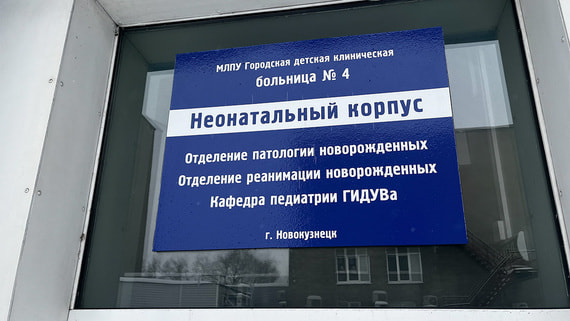 МЛПУ Городская детская клиническая
больница № 4
Неонатальный корпус
Отделение патологии новорожденных
Отделение реанимации новорожденных
Кафедра педиатрии ГИДУВа
г. Новокузнецк